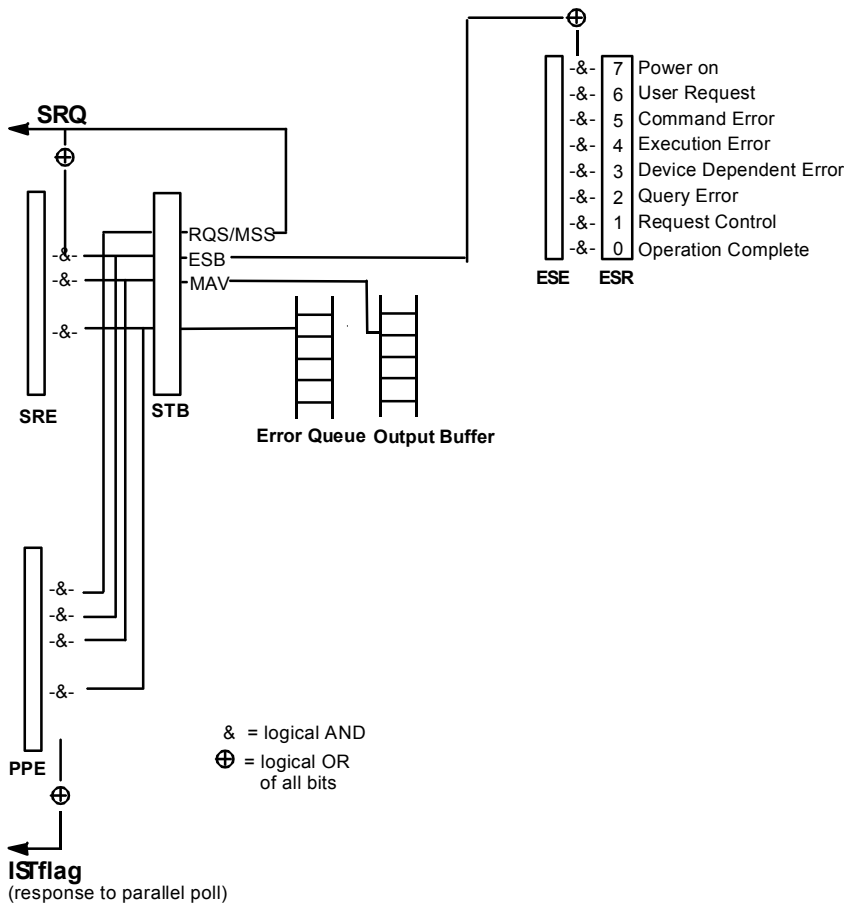 -&- 7 Power on
-&- 6 User Request
-&- 5 Command Error
-&- 4 Execution Error
-&- 3 Device Dependent Error
-&- 2 Query Error
-&- 1 Request Control
-&- 0 Operation Complete
ESE ESR
SRQ
RQS/MSS
-&- ESB
-&- MAV
-&-
SRE STB
Error Queue Output Buffer
-&-
-&-
-&-
-&-
PPE
& = logical AND
⊕ = logical OR
of all bits
ISTflag
(response to parallel poll)